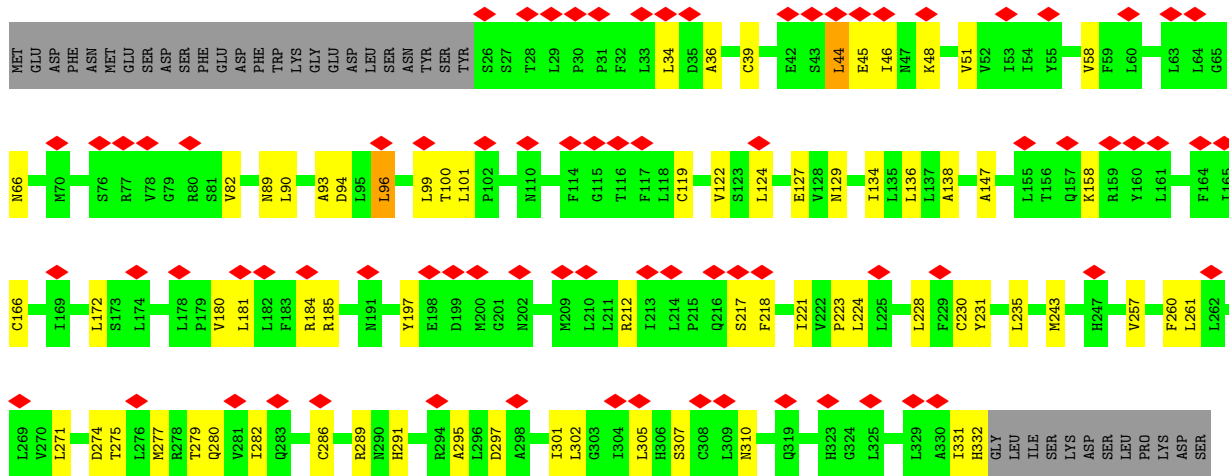 MET GLU ASP PHE ASN MET GLU SER ASP SER PHE GLU ASP PHE TRP LYS GLY GLU ASP LEU SER ASN TYR SER TYR S26 S27 T28 L29 P30 P31 F32 L33 L34 D35 A36 C39 E42 S43 L44 E45 I46 N47 K48 V51 V52 I53 I54 Y55 V58 F59 L60 L63 L64 G65
N66 M70 S76 R77 V78 G79 R80 S81 V82 N89 L90 A93 D94 L95 L96 L99 T100 L101 P102 N110 F114 G115 T116 F117 L118 C119 V122 S123 L124 E127 V128 N129 I134 L135 L136 L137 A138 A147 L155 T156 Q157 K158 R159 Y160 L161 F164 L165
C166 I169 L172 S173 L174 L178 P179 V180 L181 L182 F183 R184 R185 N191 Y197 E198 D199 M200 G201 N202 M209 L210 L211 R212 I213 L214 P215 Q216 S217 F218 I221 V222 P223 L224 L225 L228 F229 C230 Y231 L235 M243 H247 V257 F260 L261 L262
L269 V270 L271 D274 T275 L276 M277 R278 T279 Q280 V281 I282 Q283 C286 R289 N290 H291 R294 A295 L296 D297 A298 I301 L302 G303 I304 L305 H306 S307 C308 L309 N310 Q319 H323 G324 L325 L329 A330 I331 H332 GLY LEU ILE SER LYS ASP SER LEU PRO LYS ASP SER